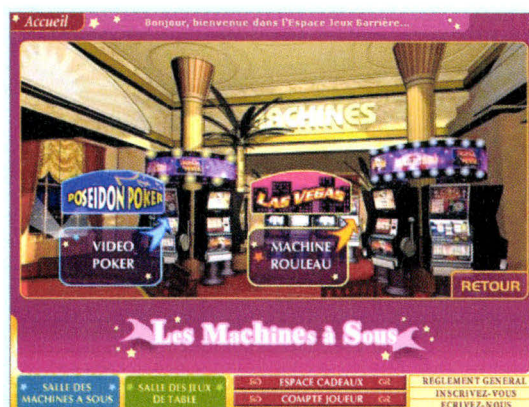 Accueil
Bonjour, bienvenue dans l'Espace Jeux Barrière...
MACHINES
POSEIDON POKER
LAS VEGAS
VIDEO
POKER
MACHINE
ROULEAU
RETOUR
Les Machines à Sous
SALLE DES
MACHINES A SOUS
SALLE DES JEUX
DE TABLE
ESPACE CADEAUX
COMPTE JOUEUR
REGLEMENT GENERAL
INSCRIVEZ-VOUS
ECRIVEZ-NOUS